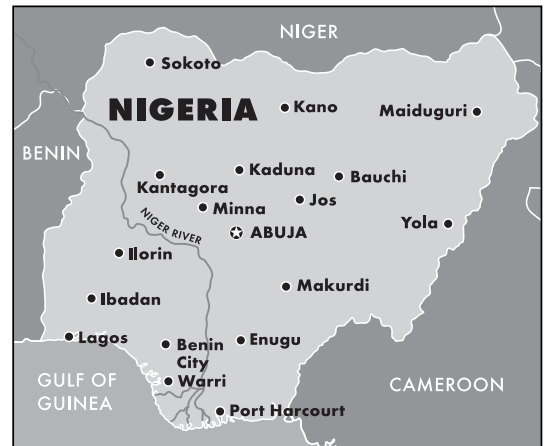 NIGER
Sokoto
NIGERIA
Kano
Maiduguri
BENIN
Kaduna
Bauchi
Kantagora
Jos
Minna
Yola
NIGER RIVER
ABUJA
Ilorin
Makurdi
Ibadan
Lagos
Benin
City
Enugu
Warri
GULF OF
GUINEA
CAMEROON
Port Harcourt